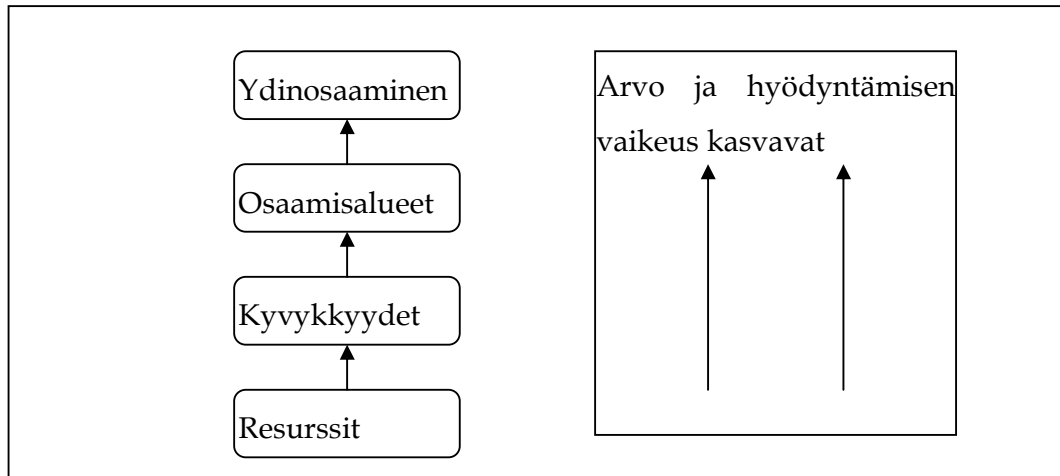 Ydinosaaminen
Osaamisalueet
Kyvykkyydet
Resurssit
Arvo ja hyödyntämisen
vaikeus kasvavat